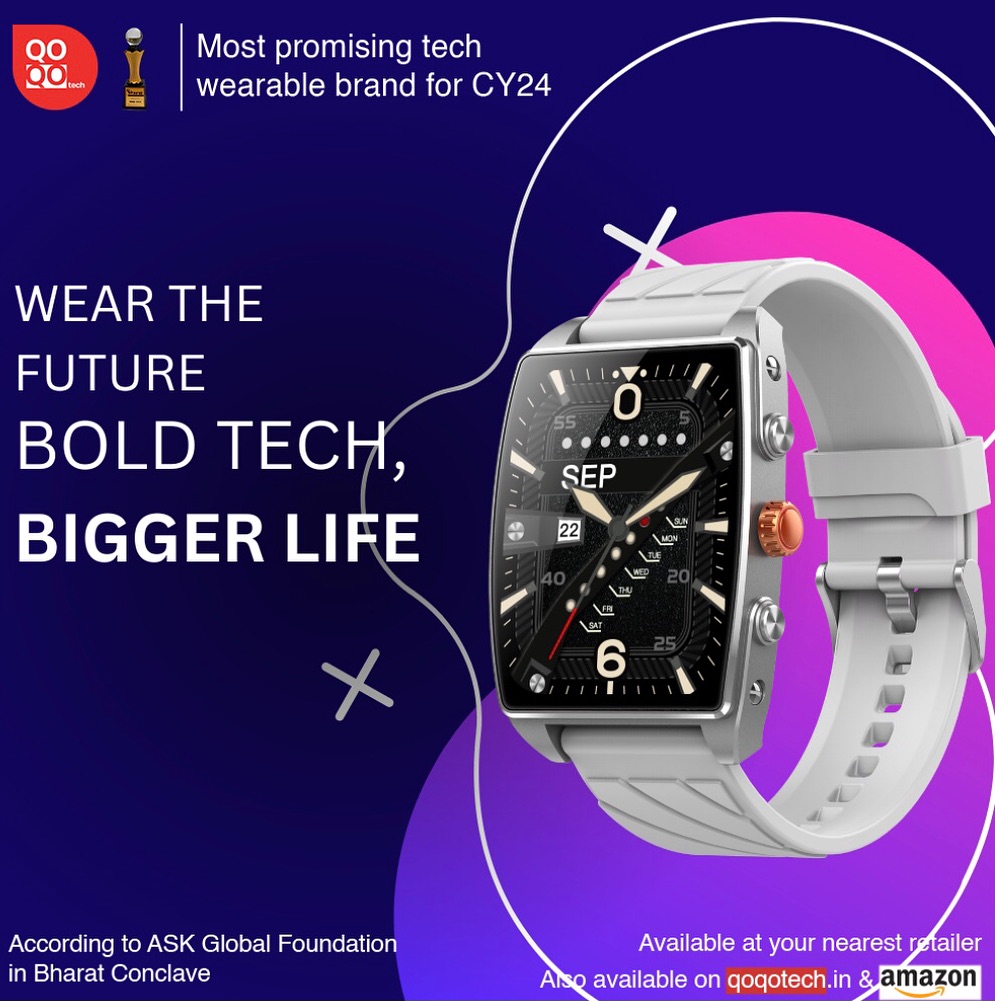 QO
QO tech
Most promising tech
wearable brand for CY24
WEAR THE
FUTURE
BOLD TECH,
BIGGER LIFE
0
55
5
SEP
22
SUN
MON
TUE
WED
THU
FRI
SAT
40
20
25
6
According to ASK Global Foundation
in Bharat Conclave
Available at your nearest retailer
Also available on qoqotech.in & amazon